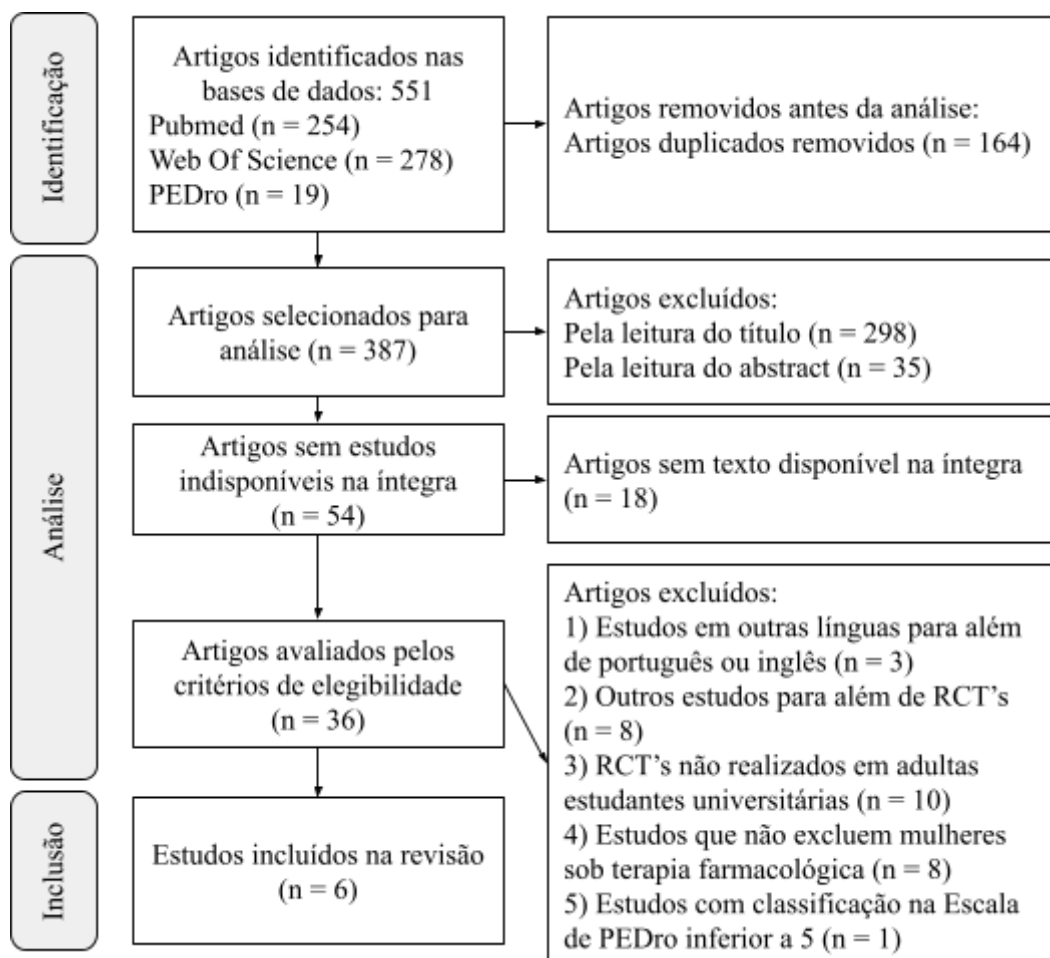 Identificação
Artigos identificados nas
bases de dados: 551
Pubmed (n = 254)
Web Of Science (n = 278)
PEDro (n = 19)
Artigos removidos antes da análise:
Artigos duplicados removidos (n = 164)
Análise
Artigos selecionados para
análise (n = 387)
Artigos excluídos:
Pela leitura do título (n = 298)
Pela leitura do abstract (n = 35)
Artigos sem estudos
indisponíveis na íntegra
(n = 54)
Artigos sem texto disponível na íntegra
(n = 18)
Artigos avaliados pelos
critérios de elegibilidade
(n = 36)
Artigos excluídos:
1) Estudos em outras línguas para além
de português ou inglês (n = 3)
2) Outros estudos para além de RCT’s
(n = 8)
3) RCT’s não realizados em adultas
estudantes universitárias (n = 10)
4) Estudos que não excluem mulheres
sob terapia farmacológica (n = 8)
5) Estudos com classificação na Escala
de PEDro inferior a 5 (n = 1)
Inclusão
Estudos incluídos na revisão
(n = 6)